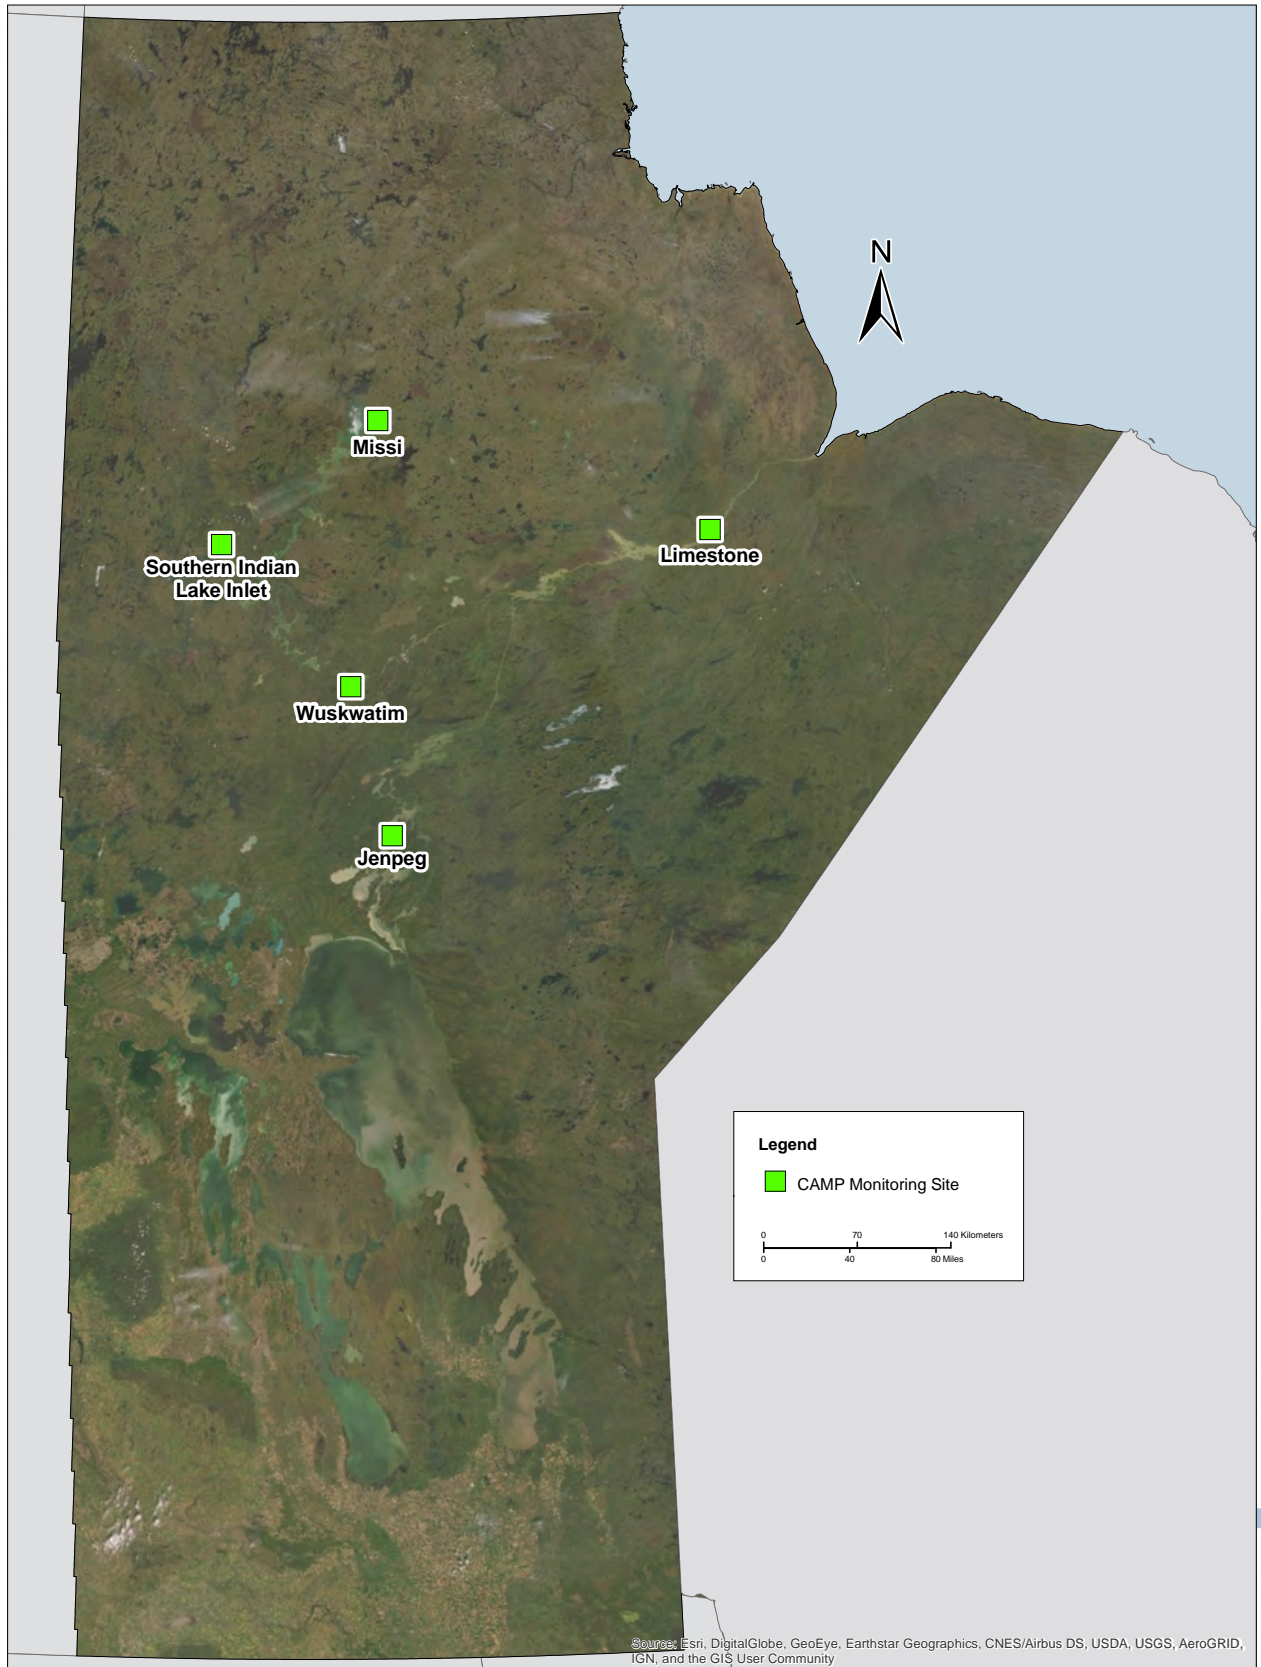 N
Missi
Limestone
Southern Indian
Lake Inlet
Wuskwatim
Jenpeg
Legend
CAMP Monitoring Site
0 70 140 Kilometers
0 40 80 Miles
Source: Esri, DigitalGlobe, GeoEye, Earthstar Geographics, CNES/Airbus DS, USDA, USGS, AeroGRID,
IGN, and the GIS User Community